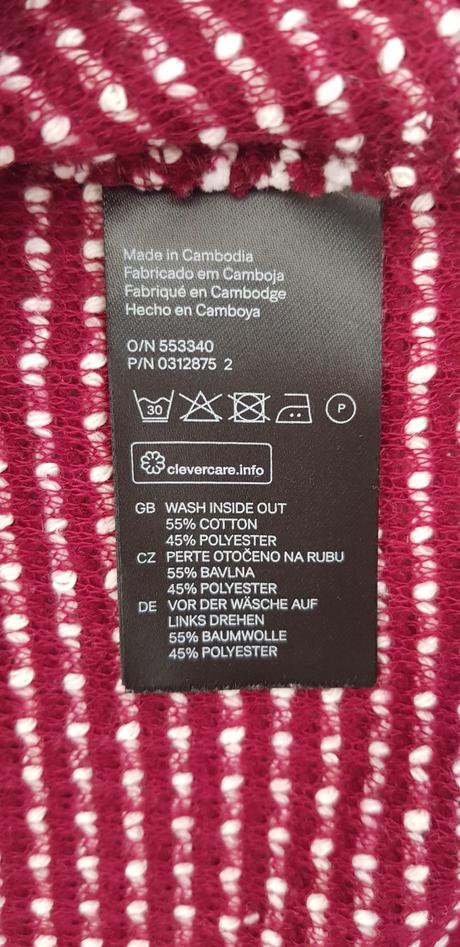 Made in Cambodia
Fabricado em Camboja
Fabriqué en Cambodge
Hecho en Camboya
O/N 553340
P/N 0312875 2
30 P
clevercare.info
GB WASH INSIDE OUT
55% COTTON
45% POLYESTER
CZ PERTE OTOČENO NA RUBU
55% BAVLNA
45% POLYESTER
DE VOR DER WÄSCHE AUF
LINKS DREHEN
55% BAUMWOLLE
45% POLYESTER